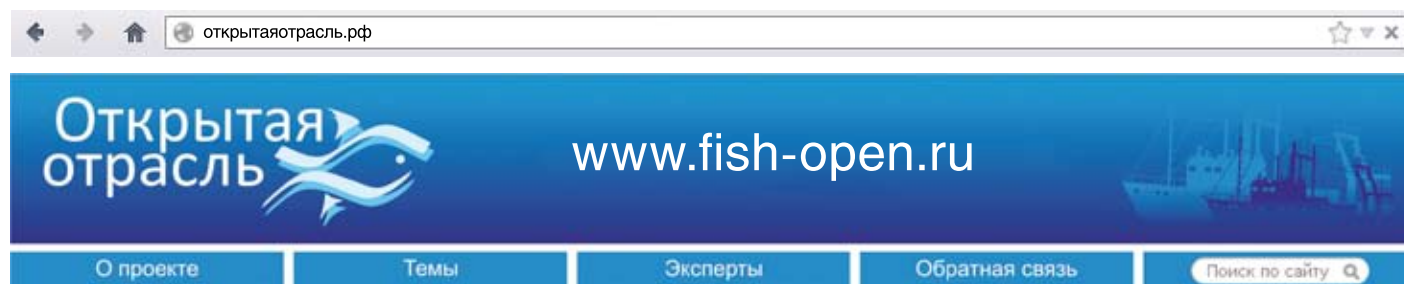 открытаяотрасль.рф
Открытая
отрасль
www.fish-open.ru
О проекте
Темы
Эксперты
Обратная связь
Поиск по сайту